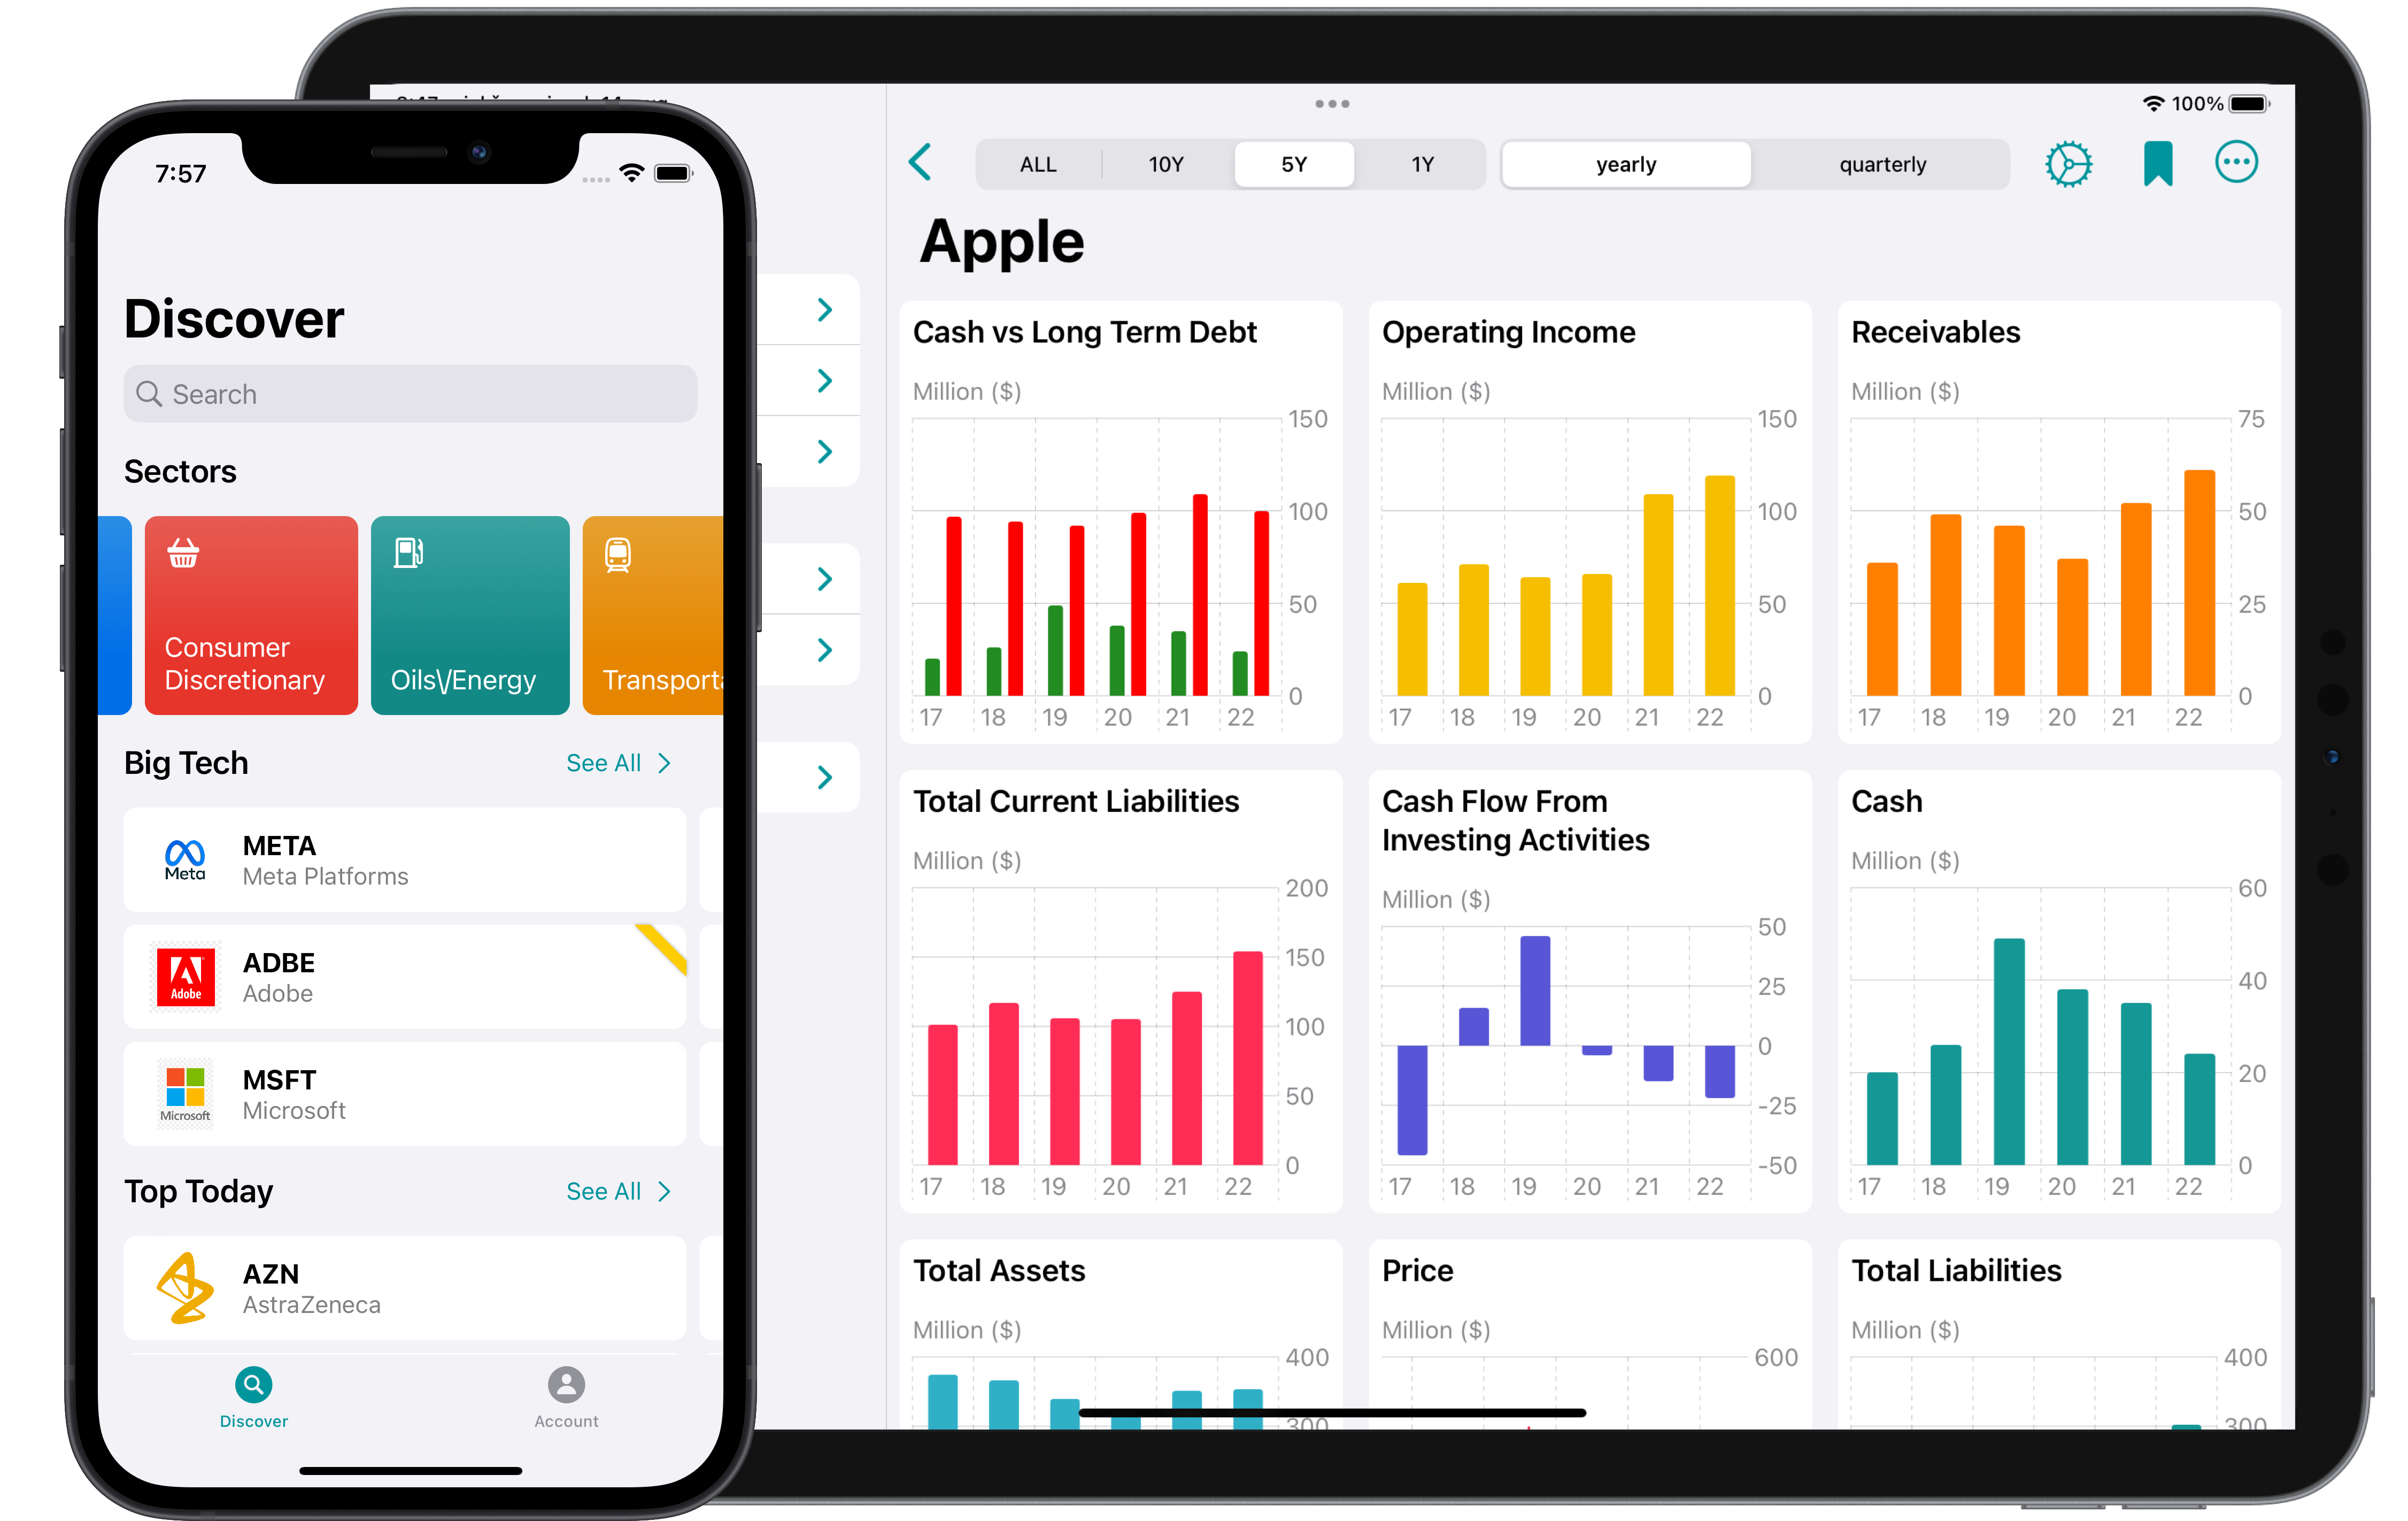 7:57
Discover
Search
Sectors
Consumer
Discretionary
Oils\/Energy
Transporta
Big Tech
See All
Meta
META
Meta Platforms
Adobe
ADBE
Adobe
Microsoft
MSFT
Microsoft
Top Today
See All
AZN
AstraZeneca
Discover
Account
100%
ALL
10Y
5Y
1Y
yearly
quarterly
Apple
Cash vs Long Term Debt
Million ($)
150
100
50
0
17 18 19 20 21 22
Operating Income
Million ($)
150
100
50
0
17 18 19 20 21 22
Receivables
Million ($)
75
50
25
0
17 18 19 20 21 22
Total Current Liabilities
Million ($)
200
150
100
50
0
17 18 19 20 21 22
Cash Flow From
Investing Activities
Million ($)
50
25
0
-25
-50
17 18 19 20 21 22
Cash
Million ($)
60
40
20
0
17 18 19 20 21 22
Total Assets
Million ($)
400
300
Price
Million ($)
600
Total Liabilities
Million ($)
400
300